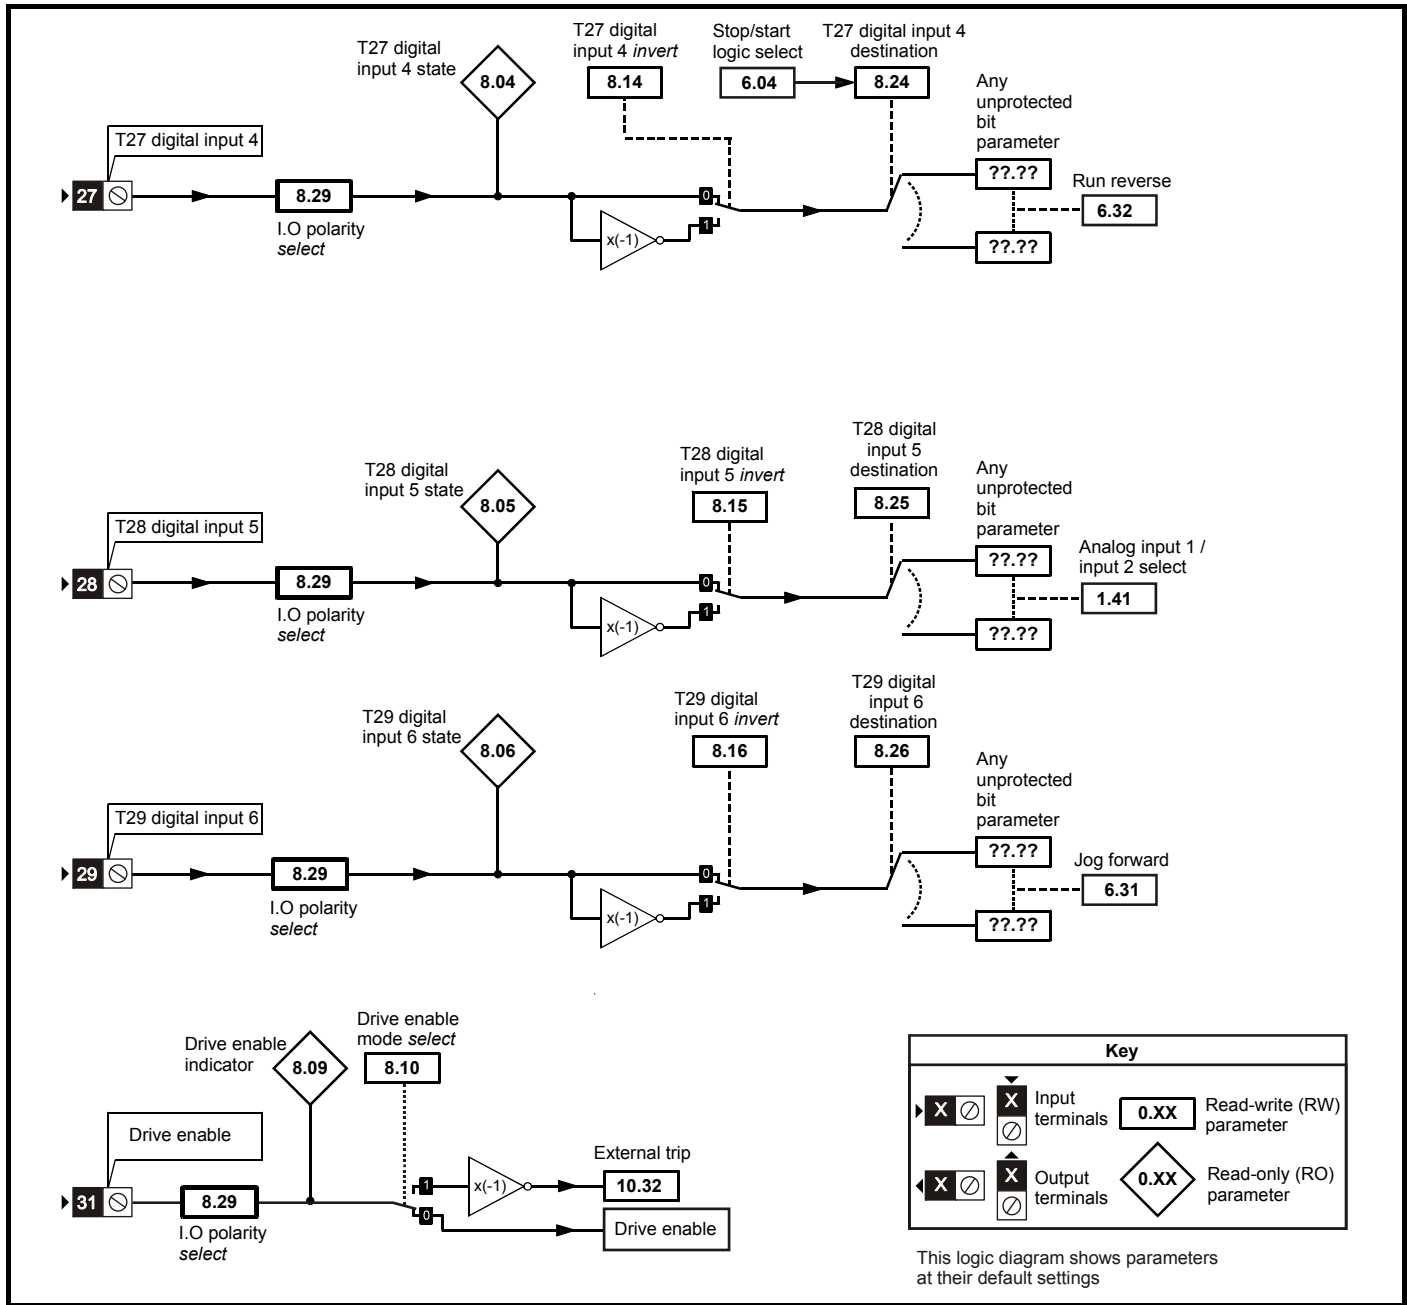 T27 digital
input 4 state
8.04
T27 digital
input 4 invert
8.14
Stop/start
logic select
6.04
T27 digital input 4
destination
8.24
Any
unprotected
bit
parameter
T27 digital input 4
27
8.29
I.O polarity
select
0
1
x(-1)
??.??
??.??
Run reverse
6.32
T28 digital
input 5 state
8.05
T28 digital
input 5 invert
8.15
T28 digital
input 5
destination
8.25
Any
unprotected
bit
parameter
T28 digital input 5
28
8.29
I.O polarity
select
0
1
x(-1)
??.??
??.??
Analog input 1 /
input 2 select
1.41
T29 digital
input 6 state
8.06
T29 digital
input 6 invert
8.16
T29 digital
input 6
destination
8.26
Any
unprotected
bit
parameter
T29 digital input 6
29
8.29
I.O polarity
select
0
1
x(-1)
??.??
??.??
Jog forward
6.31
Drive enable
indicator
8.09
Drive enable
mode select
8.10
Drive enable
31
8.29
I.O polarity
select
1
0
x(-1)
External trip
10.32
Drive enable
Key
X
X
Input
terminals
0.XX
Read-write (RW)
parameter
X
X
Output
terminals
0.XX
Read-only (RO)
parameter
This logic diagram shows parameters
at their default settings